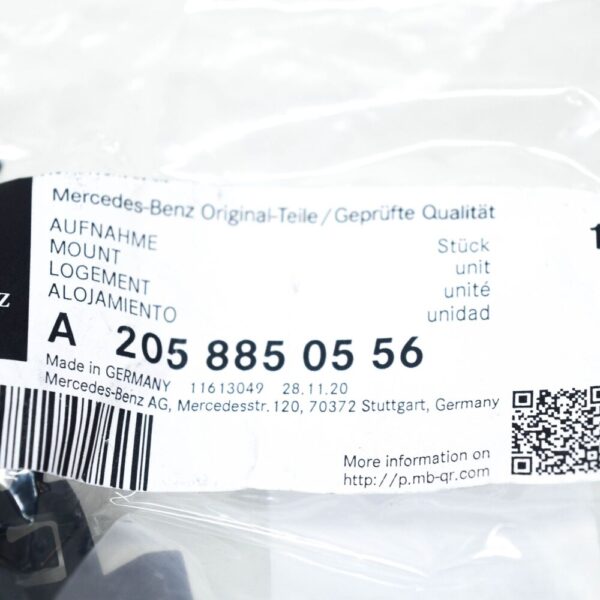 Mercedes-Benz Original-Teile/Geprüfte Qualität
AUFNAHME Stück
MOUNT unit
LOGEMENT unité
ALOJAMIENTO unidad
A 205 885 05 56
Made in GERMANY 11613049 28.11.20
Mercedes-Benz AG, Mercedesstr. 120, 70372 Stuttgart, Germany
More information on
http://p.mb-qr.com